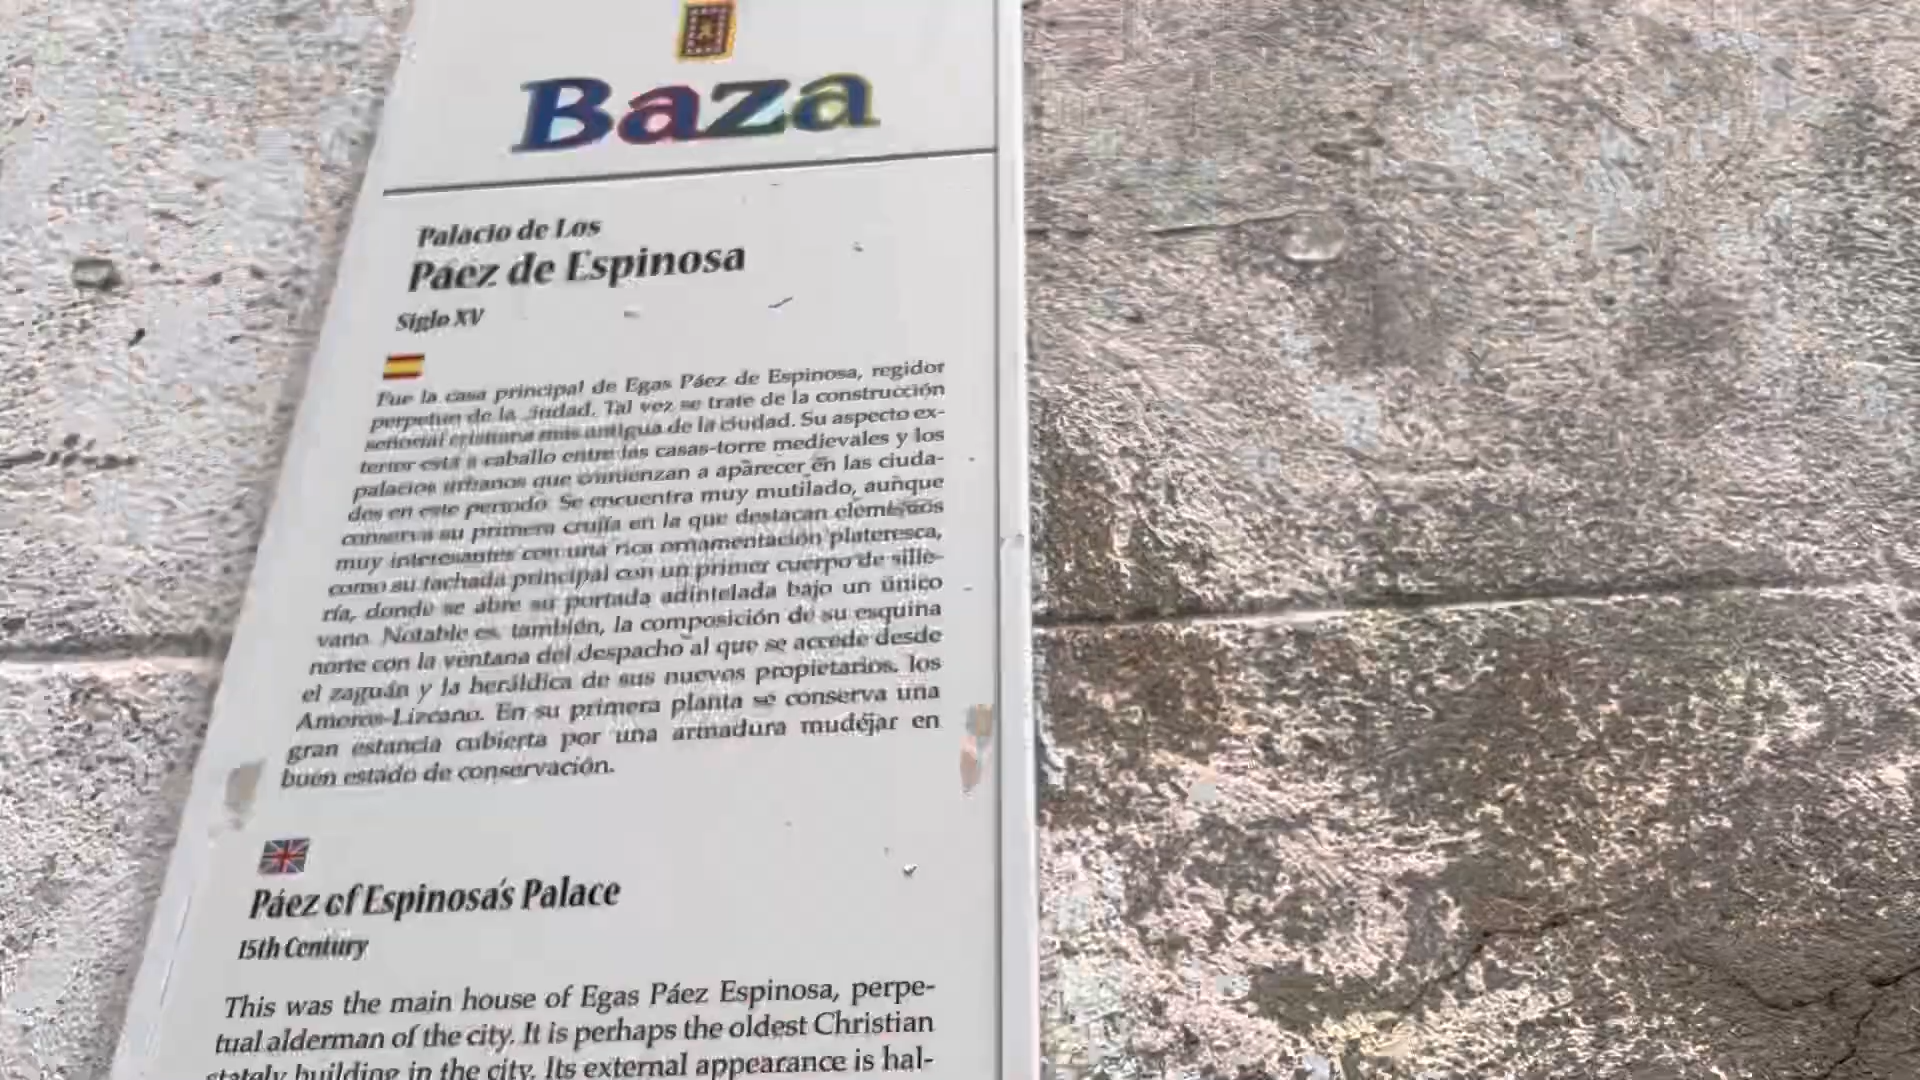 Baza
Palacio de Los
Páez de Espinosa
Siglo XV
Fue la casa principal de Egas Páez de Espinosa, regidor
perpetuo de la ciudad. Tal vez se trate de la construcción
señorial cristiana más antigua de la ciudad. Su aspecto ex-
terior está a caballo entre las casas-torre medievales y los
palacios urbanos que comienzan a aparecer en las ciuda-
des en este periodo. Se encuentra muy mutilado, aunque
conserva su primera crujía en la que destacan elementos
muy interesantes con una rica ornamentación plateresca,
como su fachada principal con un primer cuerpo de sille-
ría, donde se abre su portada adintelada bajo un único
vano. Notable es, también, la composición de su esquina
norte con la ventana del despacho al que se accede desde
el zaguán y la heráldica de sus nuevos propietarios, los
Amores-Lizcano. En su primera planta se conserva una
gran estancia cubierta por una armadura mudéjar en
buen estado de conservación.
Páez of Espinosa's Palace
15th Century
This was the main house of Egas Páez Espinosa, perpe-
tual alderman of the city. It is perhaps the oldest Christian
stately building in the city. Its external appearance is hal-